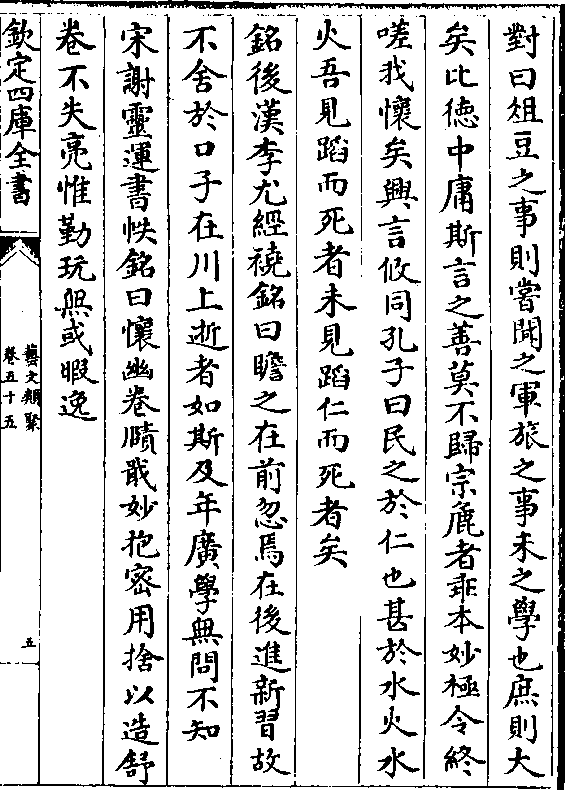 對曰俎豆之事則嘗聞之軍旅之事未之學也庶則大
矣比徳中庸斯言之善莫不歸宗麄者乖本妙極令終
嗟我懷矣興言攸同孔子曰民之於仁也甚於水火水
火吾見蹈而死者未見蹈仁而死者矣
銘後漢李尤經橈銘曰瞻之在前忽焉在後進新習故
不舍於口子在川上逝者如斯及年廣學無問不知
宋謝靈運書帙銘曰懷幽卷賾戢妙抱密用捨以造舒
卷不失亮惟勤玩無或暇逸
欽定四庫全書
藝文類聚
卷五十五
五